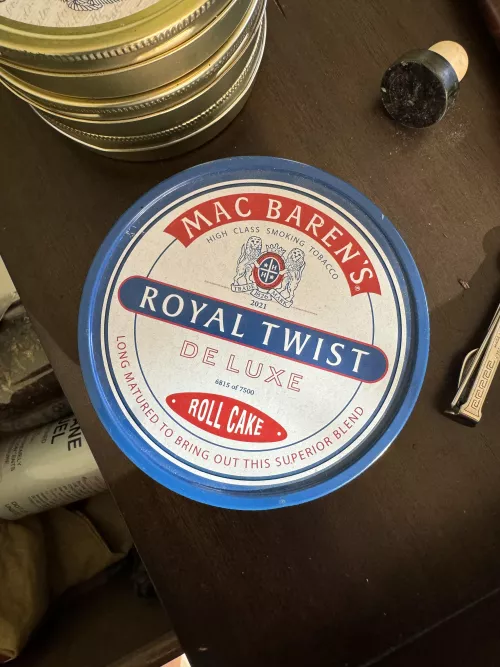 MAC BAREN'S®
HIGH CLASS SMOKING TOBACCO
TRADE MARK
1826
2021
ROYAL TWIST
DE LUXE
6815 of 7500
ROLL CAKE
LONG MATURED TO BRING OUT THIS SUPERIOR BLEND